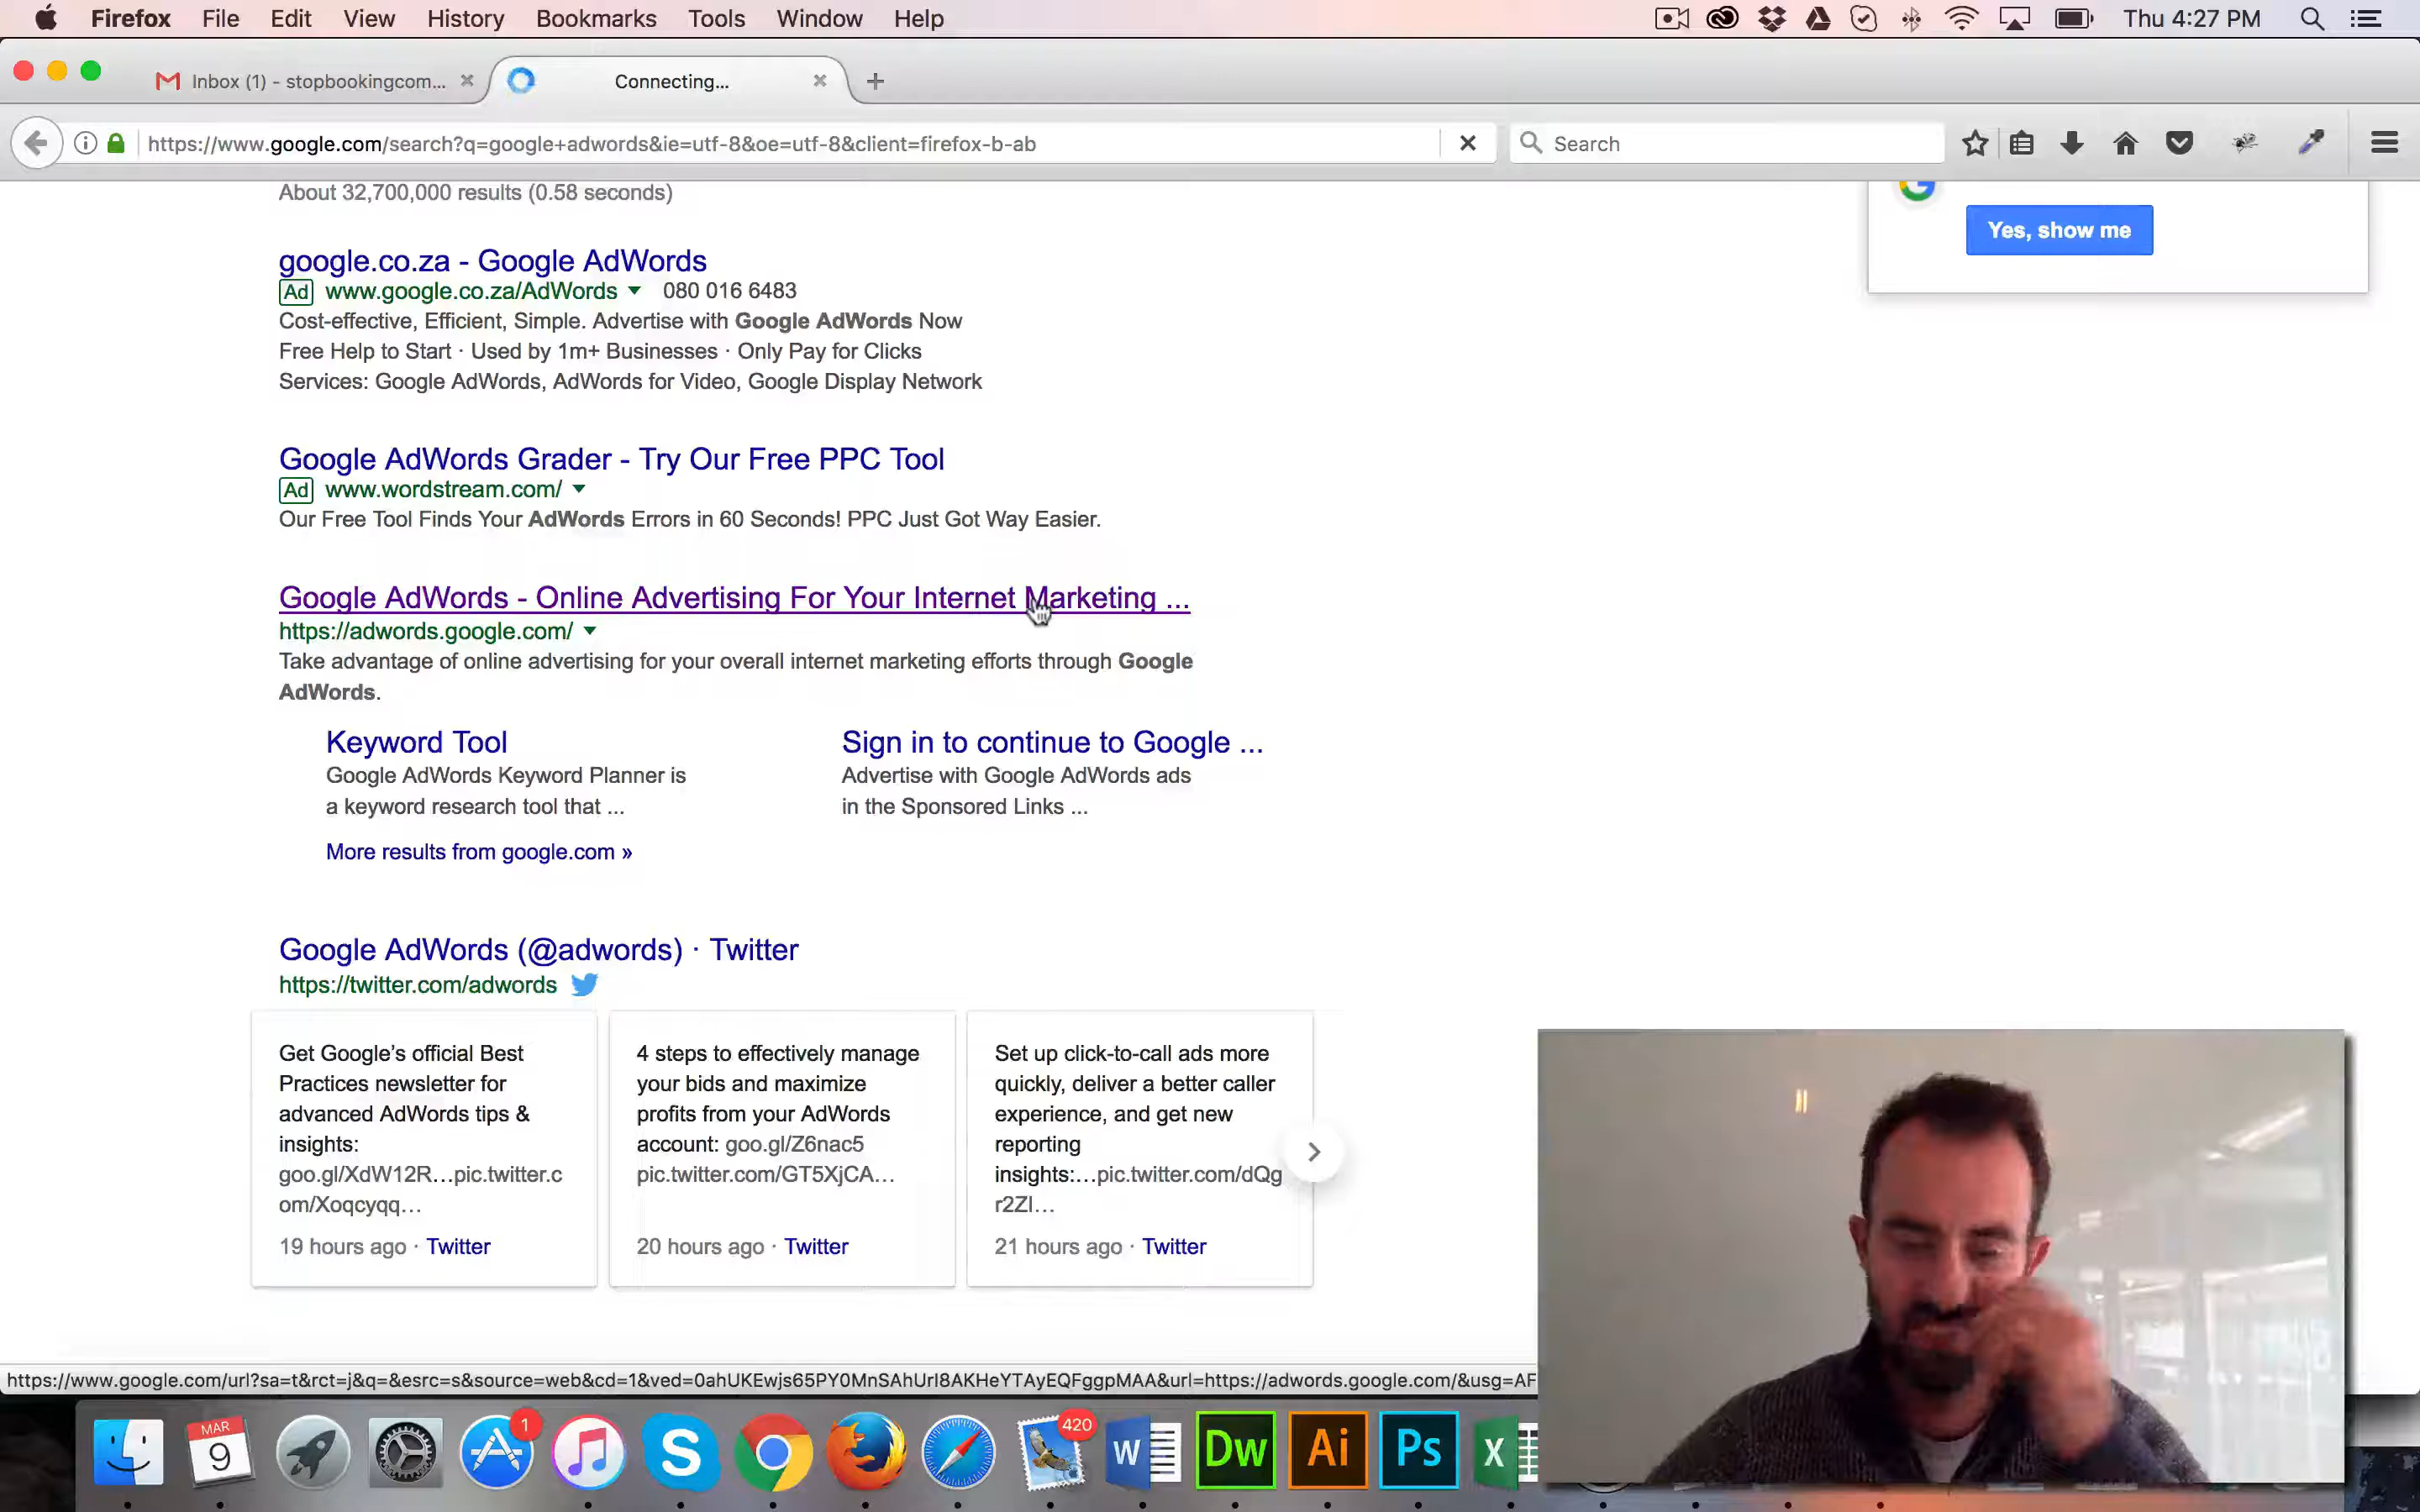 Firefox File Edit View History Bookmarks Tools Window Help Thu 4:27 PM
Inbox (1) - stopbookingcom... Connecting...
https://www.google.com/search?q=google+adwords&ie=utf-8&oe=utf-8&client=firefox-b-ab Search
About 32,700,000 results (0.58 seconds)
Yes, show me
google.co.za - Google AdWords
Ad www.google.co.za/AdWords 080 016 6483
Cost-effective, Efficient, Simple. Advertise with Google AdWords Now
Free Help to Start · Used by 1m+ Businesses · Only Pay for Clicks
Services: Google AdWords, AdWords for Video, Google Display Network
Google AdWords Grader - Try Our Free PPC Tool
Ad www.wordstream.com/
Our Free Tool Finds Your AdWords Errors in 60 Seconds! PPC Just Got Way Easier.
Google AdWords - Online Advertising For Your Internet Marketing ...
https://adwords.google.com/
Take advantage of online advertising for your overall internet marketing efforts through Google
AdWords.
Keyword Tool
Google AdWords Keyword Planner is
a keyword research tool that ...
Sign in to continue to Google ...
Advertise with Google AdWords ads
in the Sponsored Links ...
More results from google.com »
Google AdWords (@adwords) · Twitter
https://twitter.com/adwords
Get Google's official Best
Practices newsletter for
advanced AdWords tips &
insights:
goo.gl/XdW12R…pic.twitter.c
om/Xoqcyqq…
19 hours ago · Twitter
4 steps to effectively manage
your bids and maximize
profits from your AdWords
account: goo.gl/Z6nac5
pic.twitter.com/GT5XjCA…
20 hours ago · Twitter
Set up click-to-call ads more
quickly, deliver a better caller
experience, and get new
reporting
insights:…pic.twitter.com/dQg
r2Zl…
21 hours ago · Twitter
https://www.google.com/url?sa=t&rct=j&q=&esrc=s&source=web&cd=1&ved=0ahUKEwjs65PY0MnSAhUrI8AKHeYTAyEQFggpMAA&url=https://adwords.google.com/&usg=AF
MAR
9
1
S
420
W
Dw
Ai
Ps
X